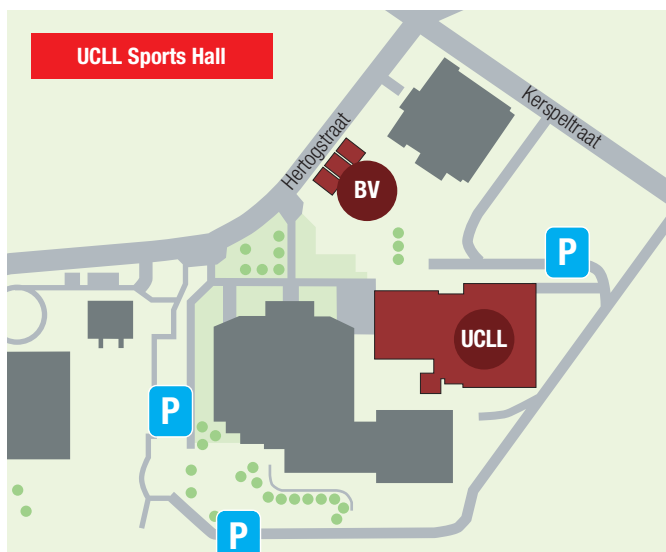 UCLL Sports Hall
Kerspeltraat
Hertogstraat
BV
P
UCLL
P
P